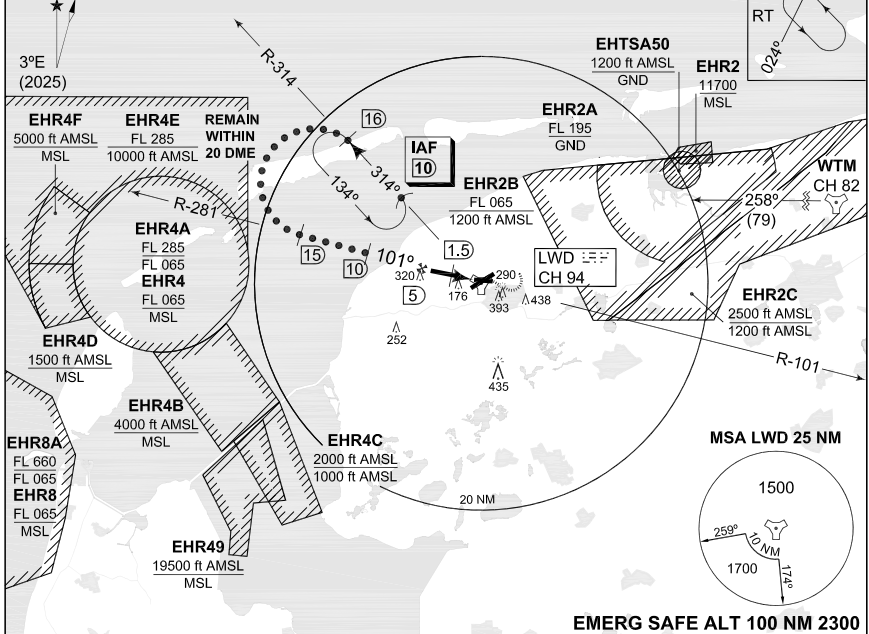 RT
024º
3ºE
(2025)
R-314
EHTSA50
1200 ft AMSL
GND
EHR2
11700
MSL
EHR4F
5000 ft AMSL
MSL
EHR4E
FL 285
10000 ft AMSL
REMAIN
WITHIN
20 DME
16
EHR2A
FL 195
GND
IAF
10
314º
134º
EHR2B
FL 065
1200 ft AMSL
WTM
CH 82
258º
(79)
R-281
EHR4A
FL 285
FL 065
EHR4
FL 065
MSL
15
10
101º
1.5
LWD
CH 94
320
290
5
176
393
438
252
435
EHR2C
2500 ft AMSL
1200 ft AMSL
R-101
EHR4D
1500 ft AMSL
MSL
EHR4B
4000 ft AMSL
MSL
EHR8A
FL 660
FL 065
EHR8
FL 065
MSL
EHR4C
2000 ft AMSL
1000 ft AMSL
20 NM
EHR49
19500 ft AMSL
MSL
MSA LWD 25 NM
1500
259º
10 NM
1700
174º
EMERG SAFE ALT 100 NM 2300